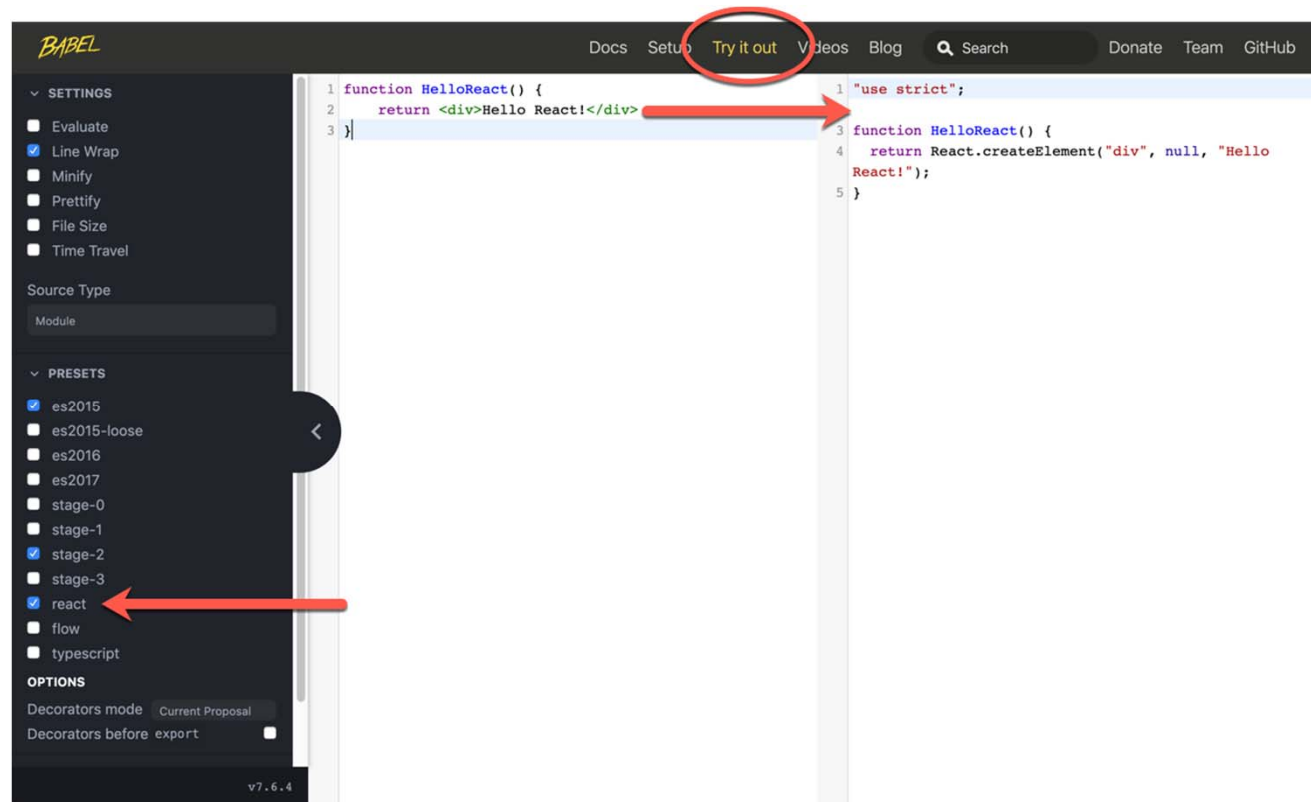 BABEL
Docs Setup Try it out Videos Blog Search Donate Team GitHub
SETTINGS
Evaluate
Line Wrap
Minify
Prettify
File Size
Time Travel
Source Type
Module
PRESETS
es2015
es2015-loose
es2016
es2017
stage-0
stage-1
stage-2
stage-3
react
flow
typescript
OPTIONS
Decorators mode Current Proposal
Decorators before export
v7.6.4
1 function HelloReact() {
2 return <div>Hello React!</div>
3 }
1 "use strict";
3 function HelloReact() {
4 return React.createElement("div", null, "Hello
React!");
5 }